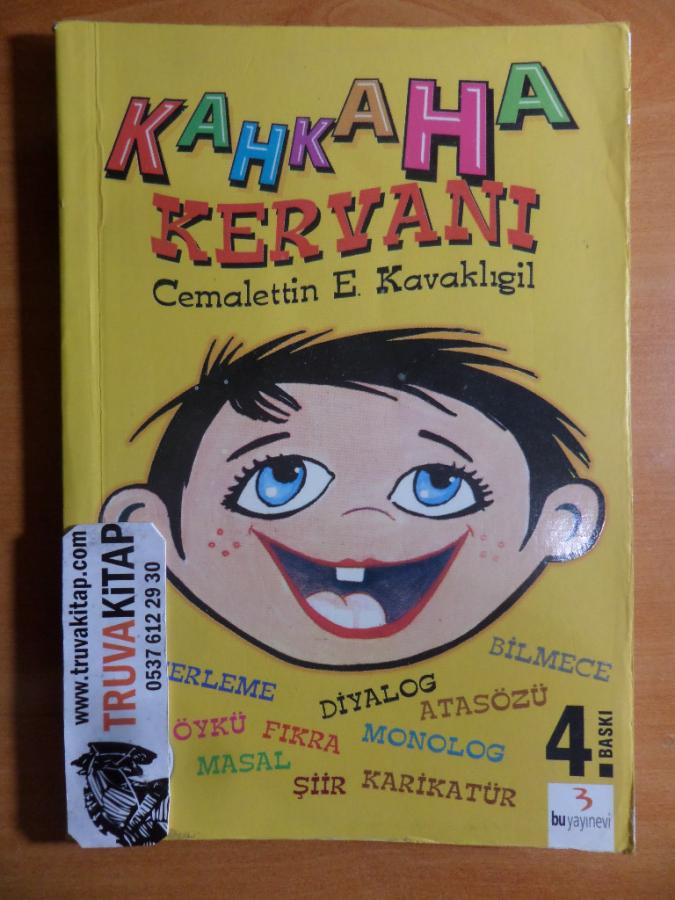 KAHKAHA
KERVANI
Cemalettin E. Kavaklıgil
BİLMECE
ERLEME
DİYALOG
ATASÖZÜ
ÖYKÜ
FIKRA
MONOLOG
MASAL
ŞİİR
KARİKATÜR
4. BASKI
3
bu yayınevi
www.truvakitap.com
TRUVAKİTAP
0537 612 29 30